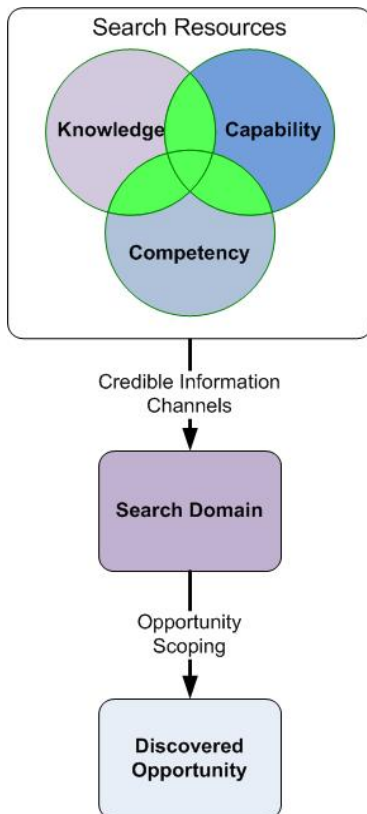 Search Resources
Knowledge
Capability
Competency
Credible Information
Channels
Search Domain
Opportunity
Scoping
Discovered
Opportunity